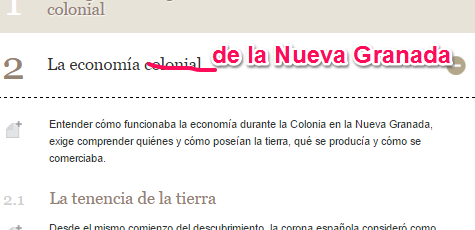 1
colonial
2 La economía colonial de la Nueva Granada
Entender cómo funcionaba la economía durante la Colonia en la Nueva Granada,
exige comprender quiénes y cómo poseían la tierra, qué se producía y cómo se
comerciaba.
2.1 La tenencia de la tierra
Desde el mismo comienzo del descubrimiento, la corona española consideró como